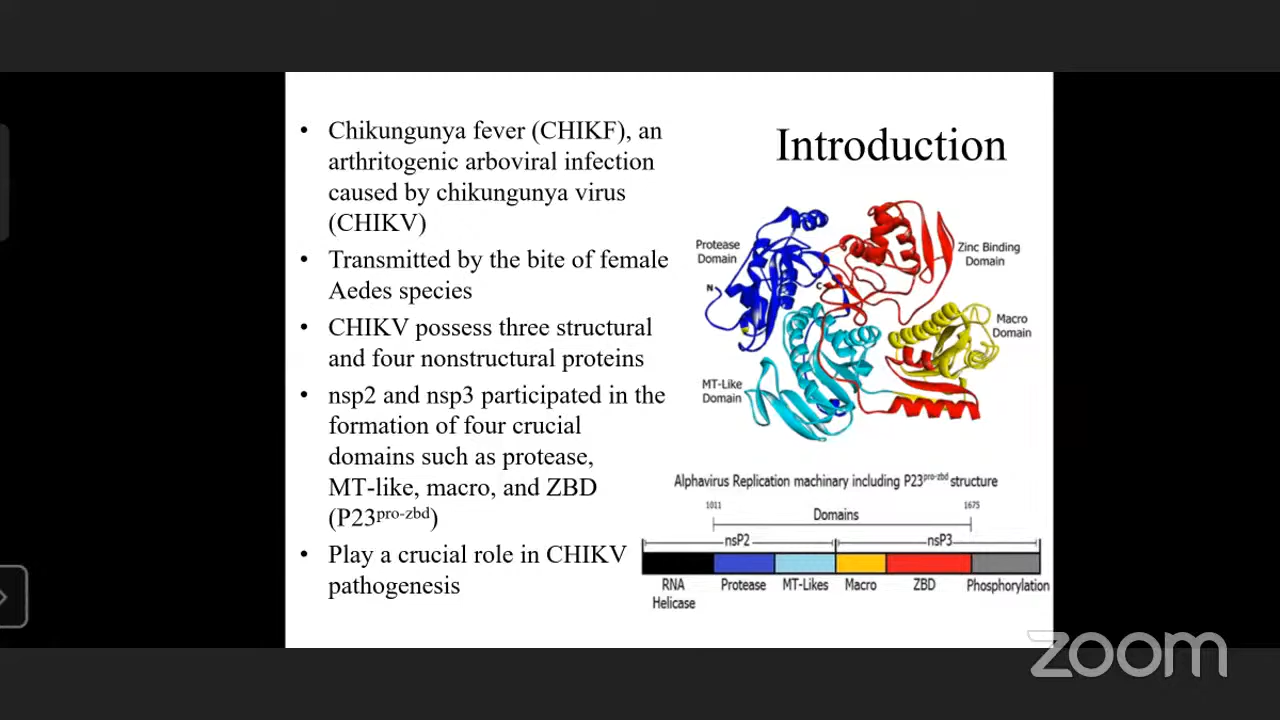 Introduction
• Chikungunya fever (CHIKF), an
arthritogenic arboviral infection
caused by chikungunya virus
(CHIKV)
• Transmitted by the bite of female
Aedes species
• CHIKV possess three structural
and four nonstructural proteins
• nsp2 and nsp3 participated in the
formation of four crucial
domains such as protease,
MT-like, macro, and ZBD
(P23pro-zbd)
• Play a crucial role in CHIKV
pathogenesis
Protease
Domain
Zinc Binding
Domain
N
C
Macro
Domain
MT-Like
Domain
Alphavirus Replication machinary including P23pro-zbd structure
1011 1675
Domains
nsP2 nsP3
RNA
Helicase
Protease
MT-Likes
Macro
ZBD
Phosphorylation
zoom